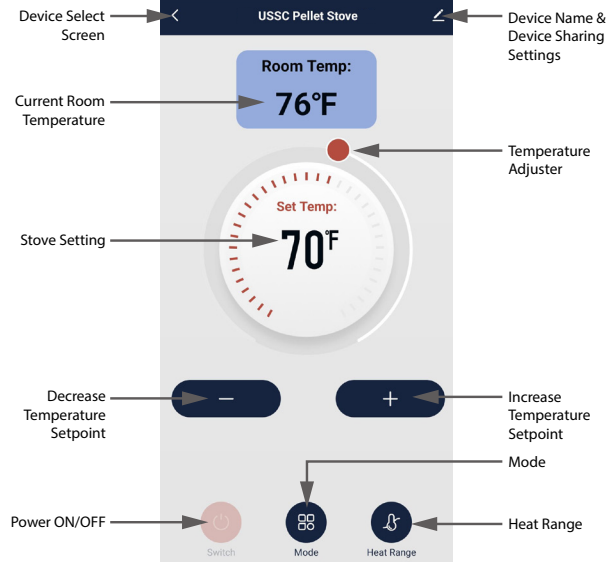 Device Select
Screen
USSC Pellet Stove
Device Name &
Device Sharing
Settings
Room Temp:
76°F
Current Room
Temperature
Temperature
Adjuster
Set Temp:
70°F
Stove Setting
Decrease
Temperature
Setpoint
−
+
Increase
Temperature
Setpoint
Mode
Power ON/OFF
Heat Range
Switch
Mode
Heat Range